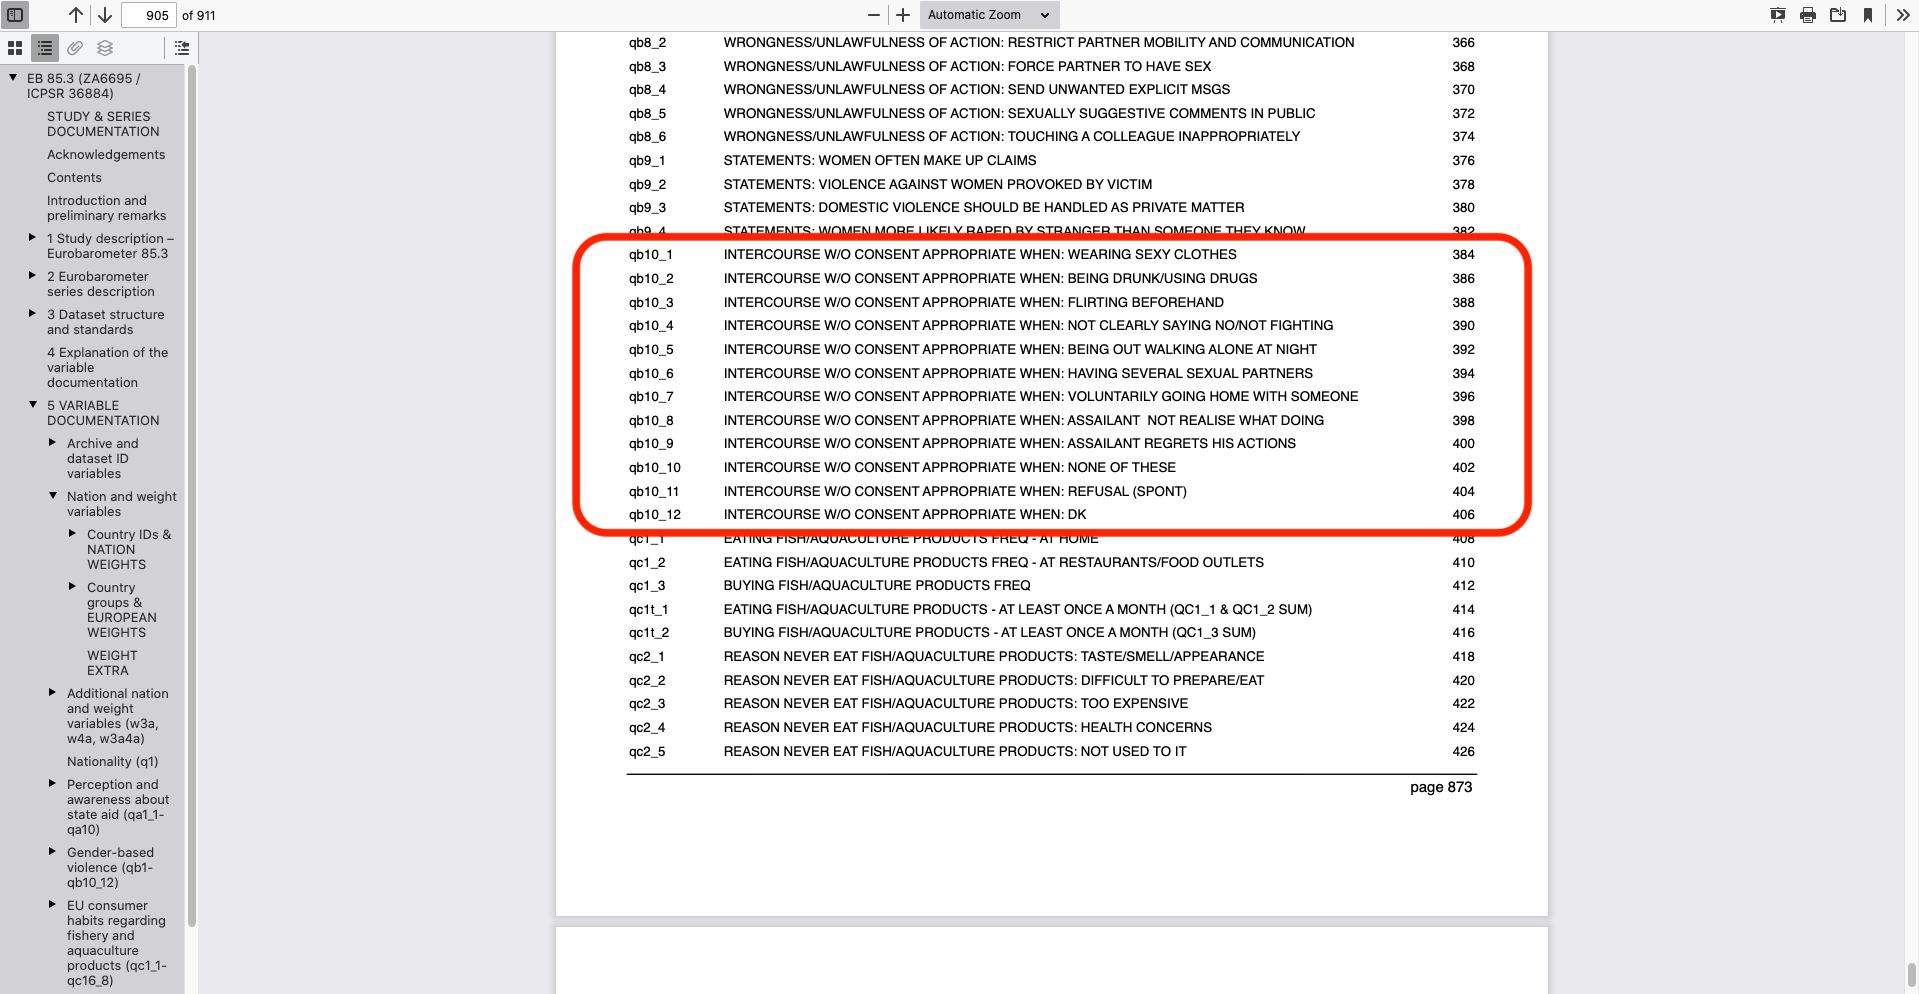 905 of 911
Automatic Zoom
EB 85.3 (ZA6695 /
ICPSR 36884)
STUDY & SERIES
DOCUMENTATION
Acknowledgements
Contents
Introduction and
preliminary remarks
1 Study description –
Eurobarometer 85.3
2 Eurobarometer
series description
3 Dataset structure
and standards
4 Explanation of the
variable
documentation
5 VARIABLE
DOCUMENTATION
Archive and
dataset ID
variables
Nation and weight
variables
Country IDs &
NATION
WEIGHTS
Country
groups &
EUROPEAN
WEIGHTS
WEIGHT
EXTRA
Additional nation
and weight
variables (w3a,
w4a, w3a4a)
Nationality (q1)
Perception and
awareness about
state aid (qa1_1-
qa10)
Gender-based
violence (qb1-
qb10_12)
EU consumer
habits regarding
fishery and
aquaculture
products (qc1_1-
qc16_8)
qb8_2 WRONGNESS/UNLAWFULNESS OF ACTION: RESTRICT PARTNER MOBILITY AND COMMUNICATION 366
qb8_3 WRONGNESS/UNLAWFULNESS OF ACTION: FORCE PARTNER TO HAVE SEX 368
qb8_4 WRONGNESS/UNLAWFULNESS OF ACTION: SEND UNWANTED EXPLICIT MSGS 370
qb8_5 WRONGNESS/UNLAWFULNESS OF ACTION: SEXUALLY SUGGESTIVE COMMENTS IN PUBLIC 372
qb8_6 WRONGNESS/UNLAWFULNESS OF ACTION: TOUCHING A COLLEAGUE INAPPROPRIATELY 374
qb9_1 STATEMENTS: WOMEN OFTEN MAKE UP CLAIMS 376
qb9_2 STATEMENTS: VIOLENCE AGAINST WOMEN PROVOKED BY VICTIM 378
qb9_3 STATEMENTS: DOMESTIC VIOLENCE SHOULD BE HANDLED AS PRIVATE MATTER 380
qb9_4 STATEMENTS: WOMEN MORE LIKELY RAPED BY STRANGER THAN SOMEONE THEY KNOW 382
qb10_1 INTERCOURSE W/O CONSENT APPROPRIATE WHEN: WEARING SEXY CLOTHES 384
qb10_2 INTERCOURSE W/O CONSENT APPROPRIATE WHEN: BEING DRUNK/USING DRUGS 386
qb10_3 INTERCOURSE W/O CONSENT APPROPRIATE WHEN: FLIRTING BEFOREHAND 388
qb10_4 INTERCOURSE W/O CONSENT APPROPRIATE WHEN: NOT CLEARLY SAYING NO/NOT FIGHTING 390
qb10_5 INTERCOURSE W/O CONSENT APPROPRIATE WHEN: BEING OUT WALKING ALONE AT NIGHT 392
qb10_6 INTERCOURSE W/O CONSENT APPROPRIATE WHEN: HAVING SEVERAL SEXUAL PARTNERS 394
qb10_7 INTERCOURSE W/O CONSENT APPROPRIATE WHEN: VOLUNTARILY GOING HOME WITH SOMEONE 396
qb10_8 INTERCOURSE W/O CONSENT APPROPRIATE WHEN: ASSAILANT NOT REALISE WHAT DOING 398
qb10_9 INTERCOURSE W/O CONSENT APPROPRIATE WHEN: ASSAILANT REGRETS HIS ACTIONS 400
qb10_10 INTERCOURSE W/O CONSENT APPROPRIATE WHEN: NONE OF THESE 402
qb10_11 INTERCOURSE W/O CONSENT APPROPRIATE WHEN: REFUSAL (SPONT) 404
qb10_12 INTERCOURSE W/O CONSENT APPROPRIATE WHEN: DK 406
qc1_1 EATING FISH/AQUACULTURE PRODUCTS FREQ - AT HOME 408
qc1_2 EATING FISH/AQUACULTURE PRODUCTS FREQ - AT RESTAURANTS/FOOD OUTLETS 410
qc1_3 BUYING FISH/AQUACULTURE PRODUCTS FREQ 412
qc1t_1 EATING FISH/AQUACULTURE PRODUCTS - AT LEAST ONCE A MONTH (QC1_1 & QC1_2 SUM) 414
qc1t_2 BUYING FISH/AQUACULTURE PRODUCTS - AT LEAST ONCE A MONTH (QC1_3 SUM) 416
qc2_1 REASON NEVER EAT FISH/AQUACULTURE PRODUCTS: TASTE/SMELL/APPEARANCE 418
qc2_2 REASON NEVER EAT FISH/AQUACULTURE PRODUCTS: DIFFICULT TO PREPARE/EAT 420
qc2_3 REASON NEVER EAT FISH/AQUACULTURE PRODUCTS: TOO EXPENSIVE 422
qc2_4 REASON NEVER EAT FISH/AQUACULTURE PRODUCTS: HEALTH CONCERNS 424
qc2_5 REASON NEVER EAT FISH/AQUACULTURE PRODUCTS: NOT USED TO IT 426
page 873